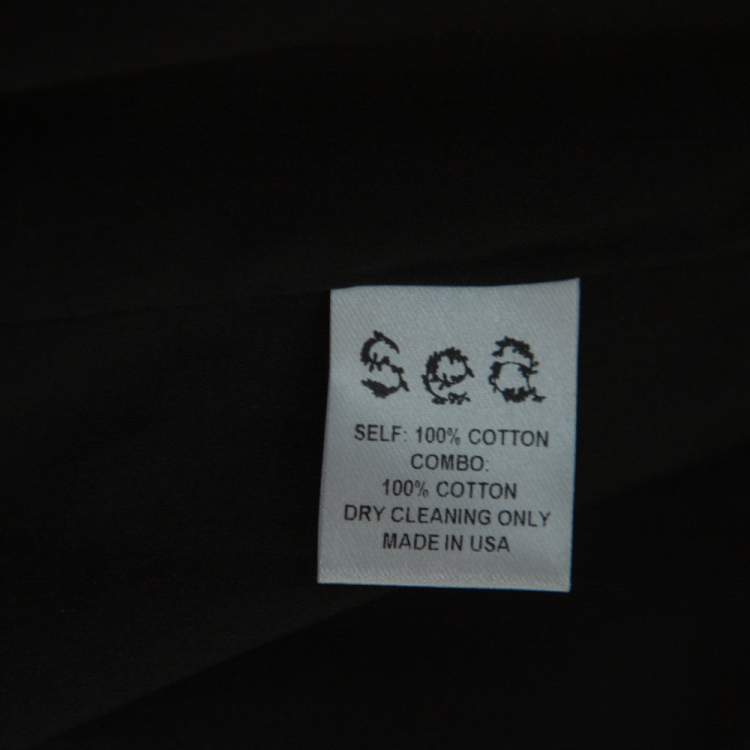 sea
SELF: 100% COTTON
COMBO:
100% COTTON
DRY CLEANING ONLY
MADE IN USA